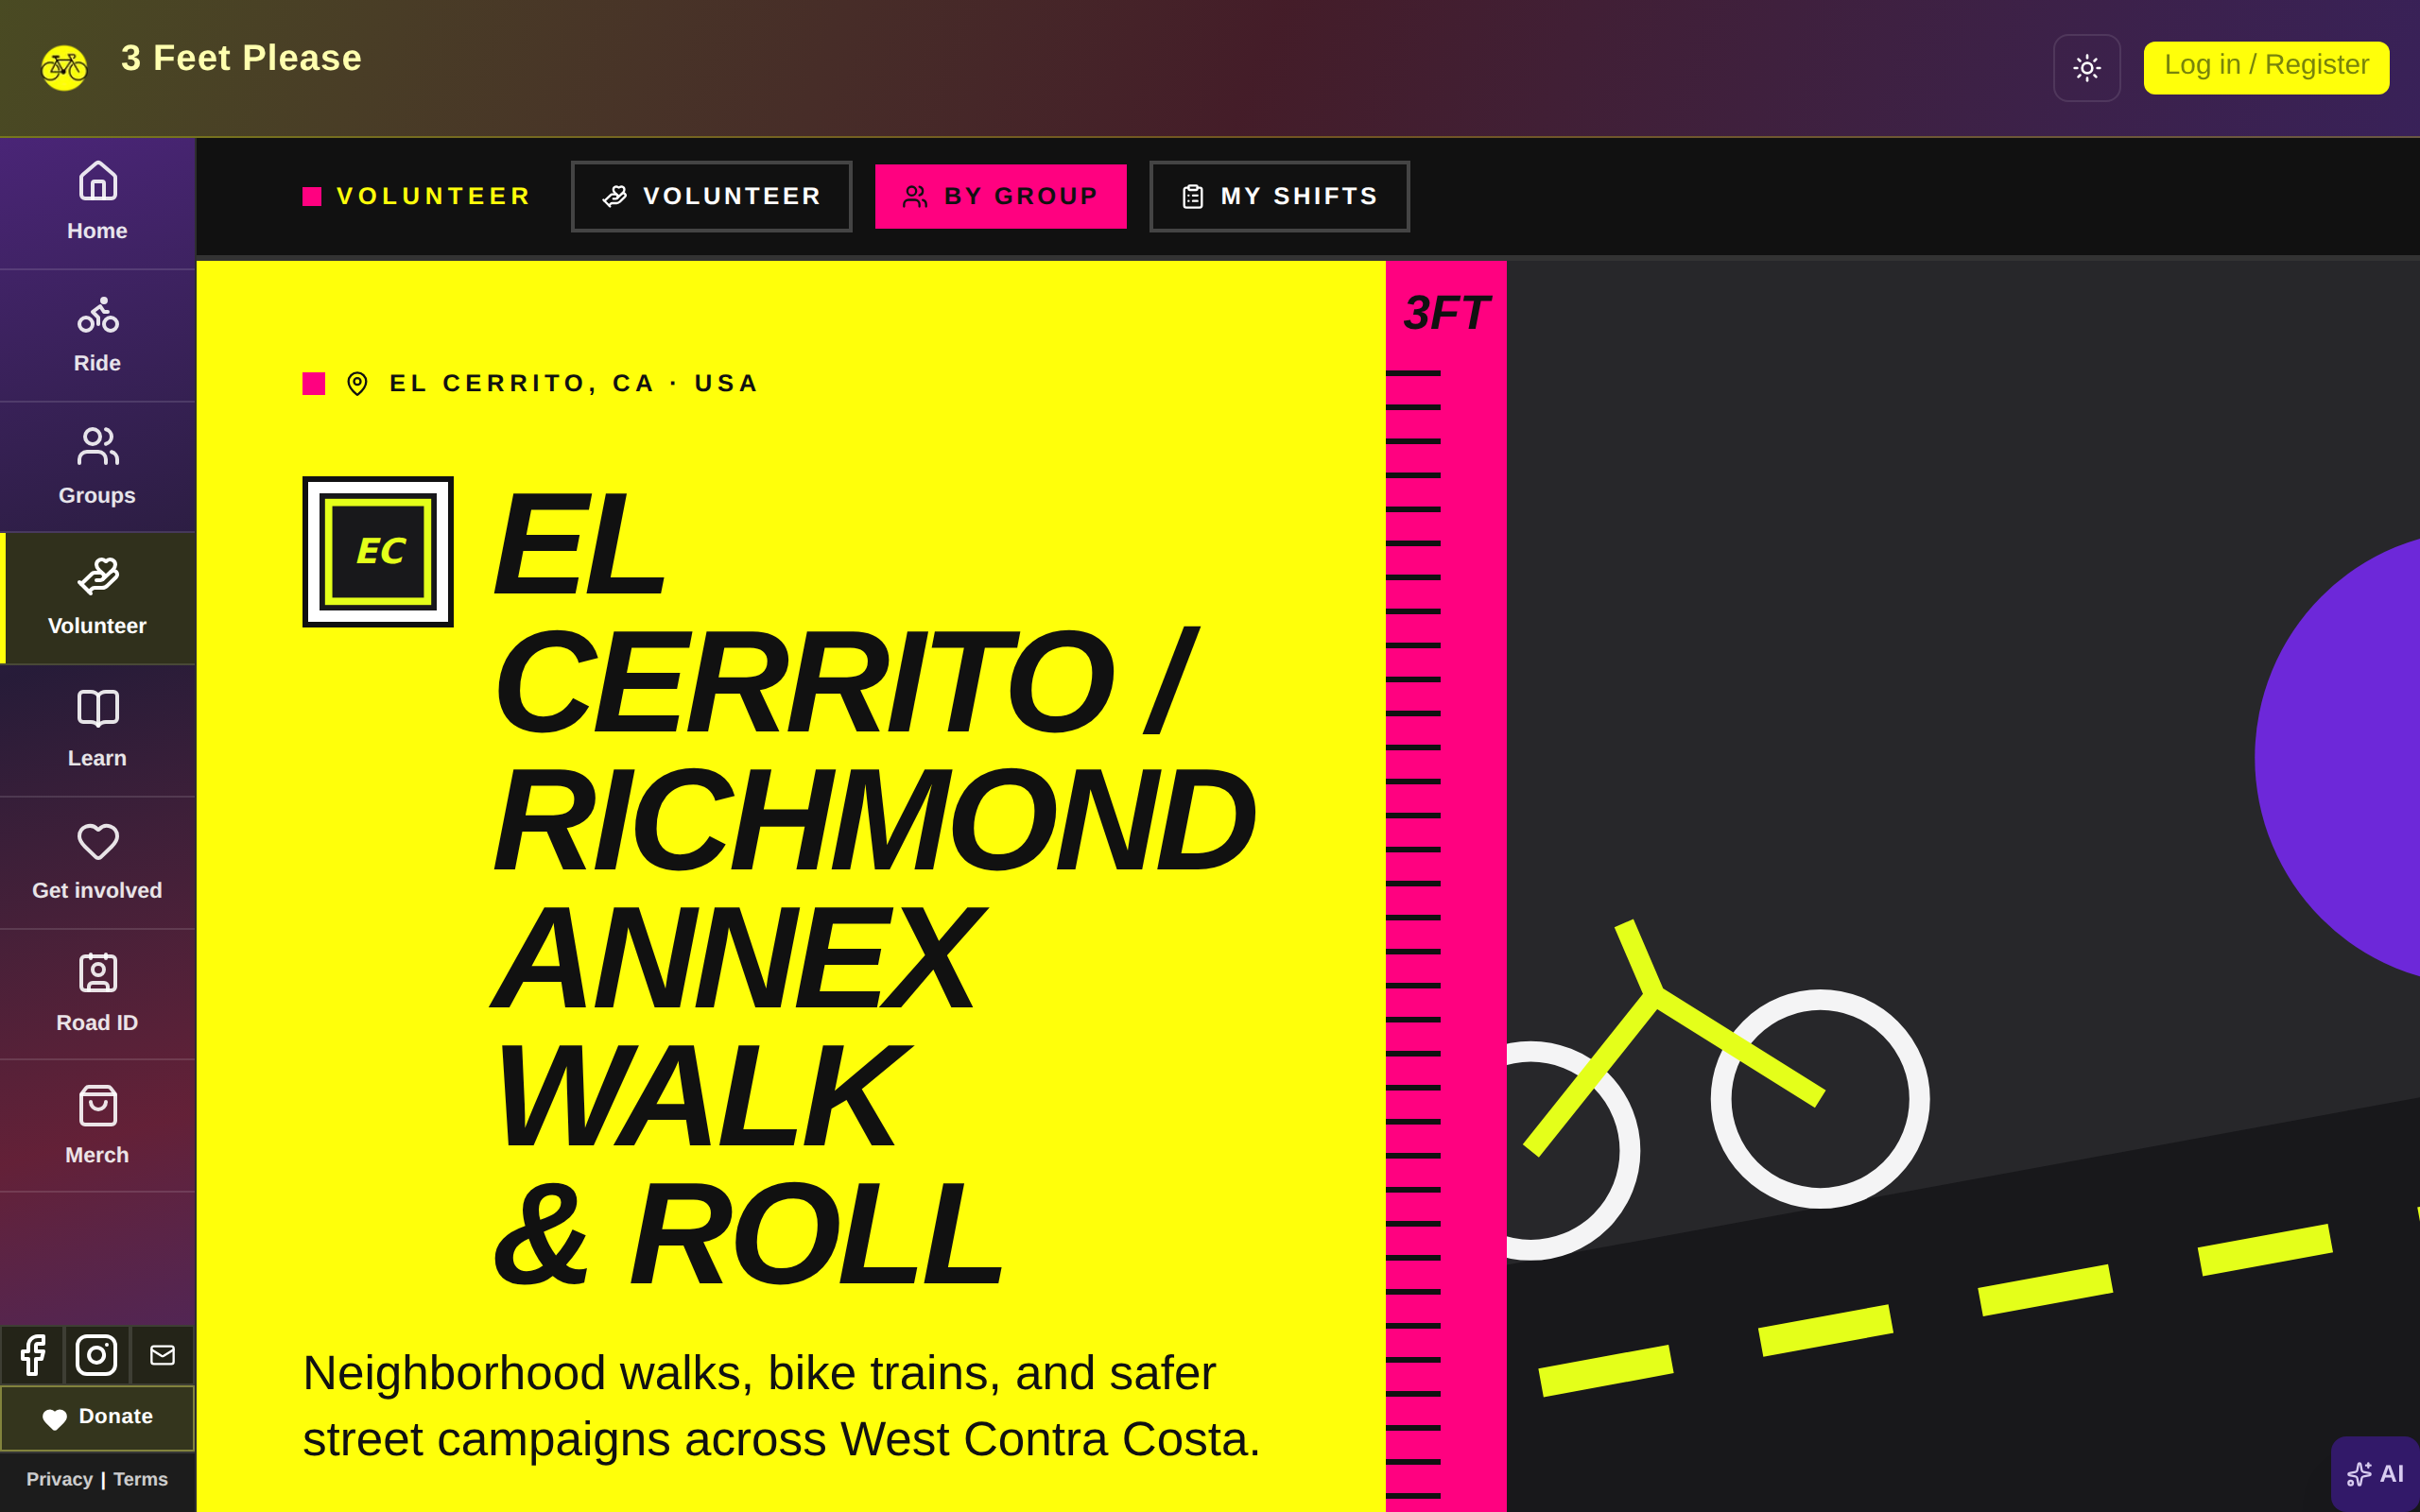 3 Feet Please
Log in / Register
Home
Ride
Groups
Volunteer
Learn
Get involved
Road ID
Merch
Donate
Privacy | Terms
VOLUNTEER
VOLUNTEER
BY GROUP
MY SHIFTS
EL CERRITO, CA · USA
EC
EL
CERRITO /
RICHMOND
ANNEX
WALK
& ROLL
Neighborhood walks, bike trains, and safer
street campaigns across West Contra Costa.
3FT
AI